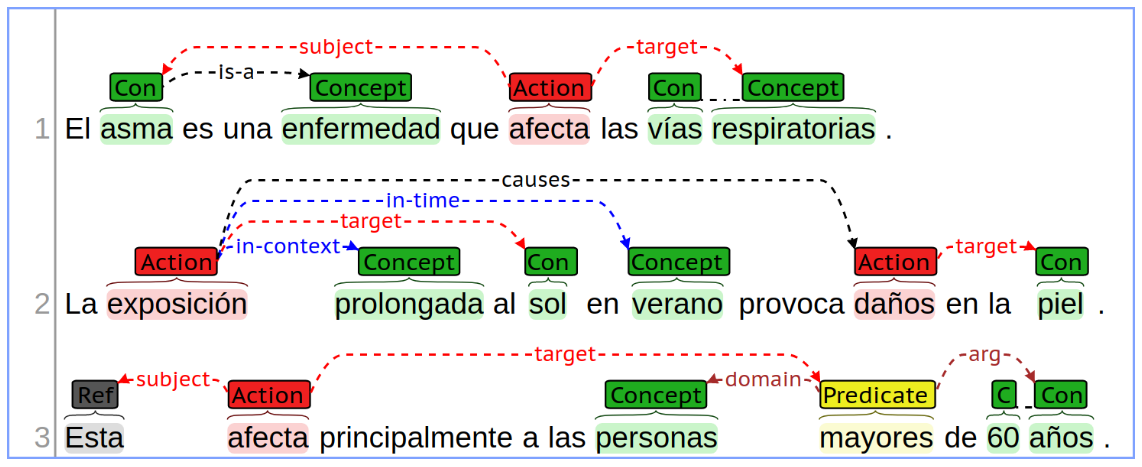 subject target
is-a
Con Concept Action Con Concept
1 El asma es una enfermedad que afecta las vías respiratorias .
causes
in-time
target
in-context target
Action Concept Con Concept Action Con
2 La exposición prolongada al sol en verano provoca daños en la piel .
target arg
subject domain
Ref Action Concept Predicate C Con
3 Esta afecta principalmente a las personas mayores de 60 años .